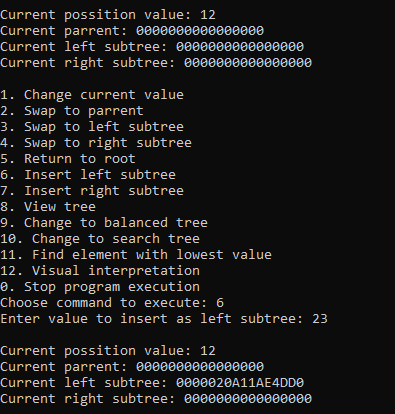 Current possition value: 12
Current parrent: 0000000000000000
Current left subtree: 0000000000000000
Current right subtree: 0000000000000000
1. Change current value
2. Swap to parrent
3. Swap to left subtree
4. Swap to right subtree
5. Return to root
6. Insert left subtree
7. Insert right subtree
8. View tree
9. Change to balanced tree
10. Change to search tree
11. Find element with lowest value
12. Visual interpretation
0. Stop program execution
Choose command to execute: 6
Enter value to insert as left subtree: 23
Current possition value: 12
Current parrent: 0000000000000000
Current left subtree: 0000020A11AE4DD0
Current right subtree: 0000000000000000